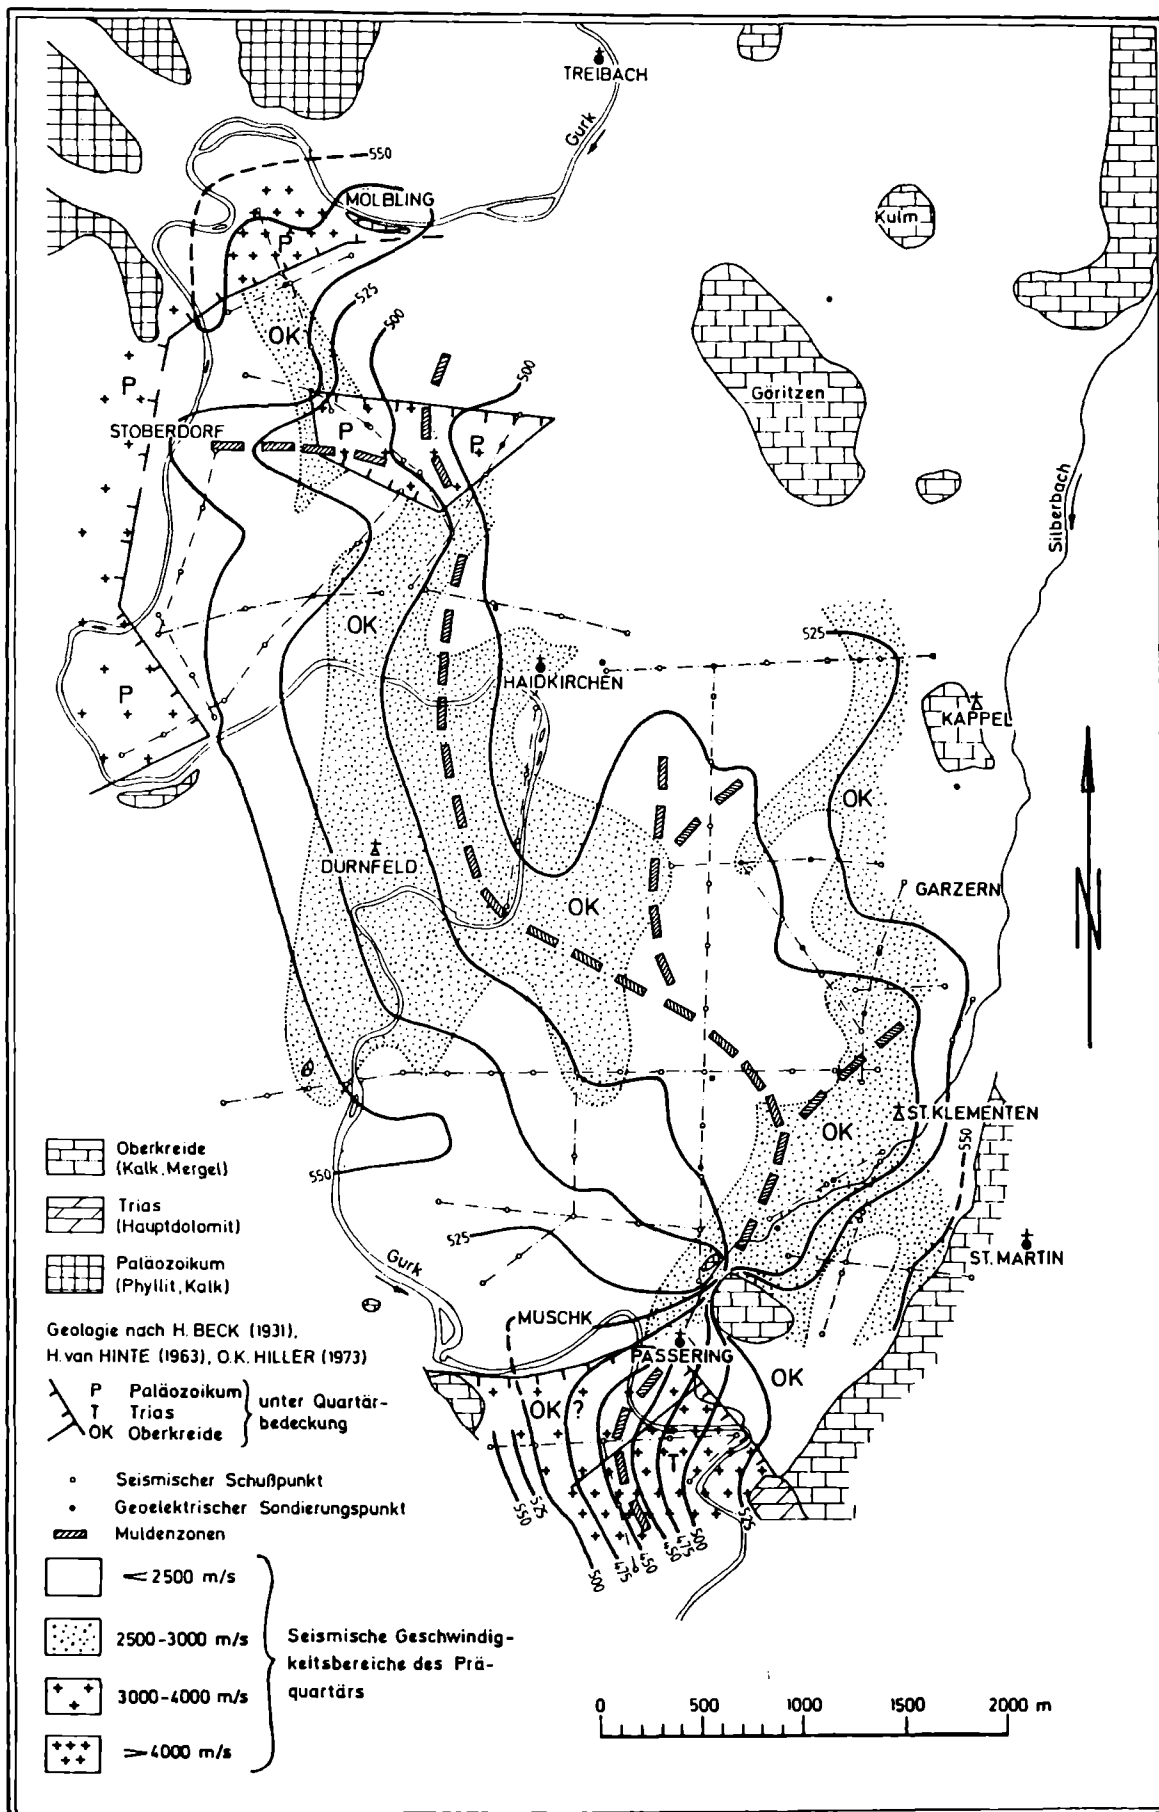 TREIBACH
Gurk
550
MÖLBLING
Kulm
P
525
500
OK
500
Göritzen
P
STOBERDORF
P
P
Silberbach
OK
525
HAIDKIRCHEN
P
KAPPEL
OK
DÜRNFELD
GARZERN
OK
ST.KLEMENTEN
OK
550
Oberkreide
(Kalk, Mergel)
550
Trias
(Hauptdolomit)
525
ST. MARTIN
Paläozoikum
(Phyllit, Kalk)
Gurk
MUSCHK
Geologie nach H. BECK (1931),
H. van HINTE (1963), O.K. HILLER (1973)
PASSERING
OK
P Paläozoikum
T Trias
OK Oberkreide
unter Quartär-
bedeckung
OK ?
T
Seismischer Schußpunkt
Geoelektrischer Sondierungspunkt
Muldenzonen
550
525
500
475
450
450
475
500
525
< 2500 m/s
2500-3000 m/s
3000-4000 m/s
> 4000 m/s
Seismische Geschwindig-
keitsbereiche des Prä-
quartärs
N
0 500 1000 1500 2000 m